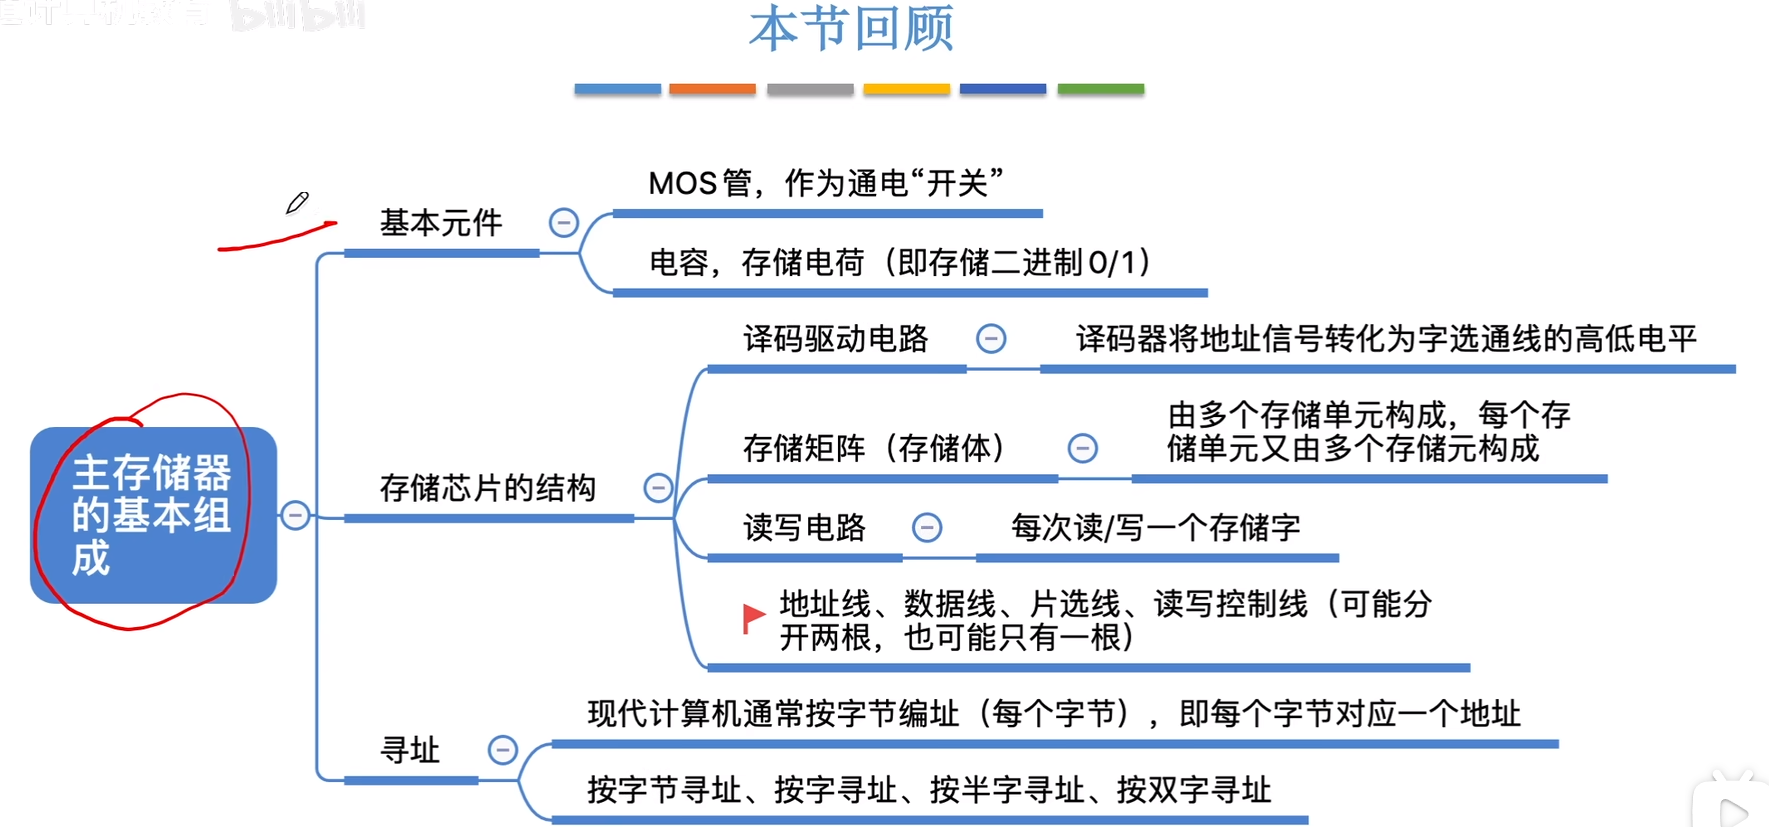 bilibili
本节回顾
MOS管，作为通电“开关”
基本元件
电容，存储电荷（即存储二进制0/1）
译码驱动电路
译码器将地址信号转化为字选通线的高低电平
由多个存储单元构成，每个存
储单元又由多个存储元构成
存储矩阵（存储体）
主存储器
的基本组
成
存储芯片的结构
读写电路
每次读/写一个存储字
地址线、数据线、片选线、读写控制线（可能分
开两根，也可能只有一根）
现代计算机通常按字节编址（每个字节），即每个字节对应一个地址
寻址
按字节寻址、按字寻址、按半字寻址、按双字寻址